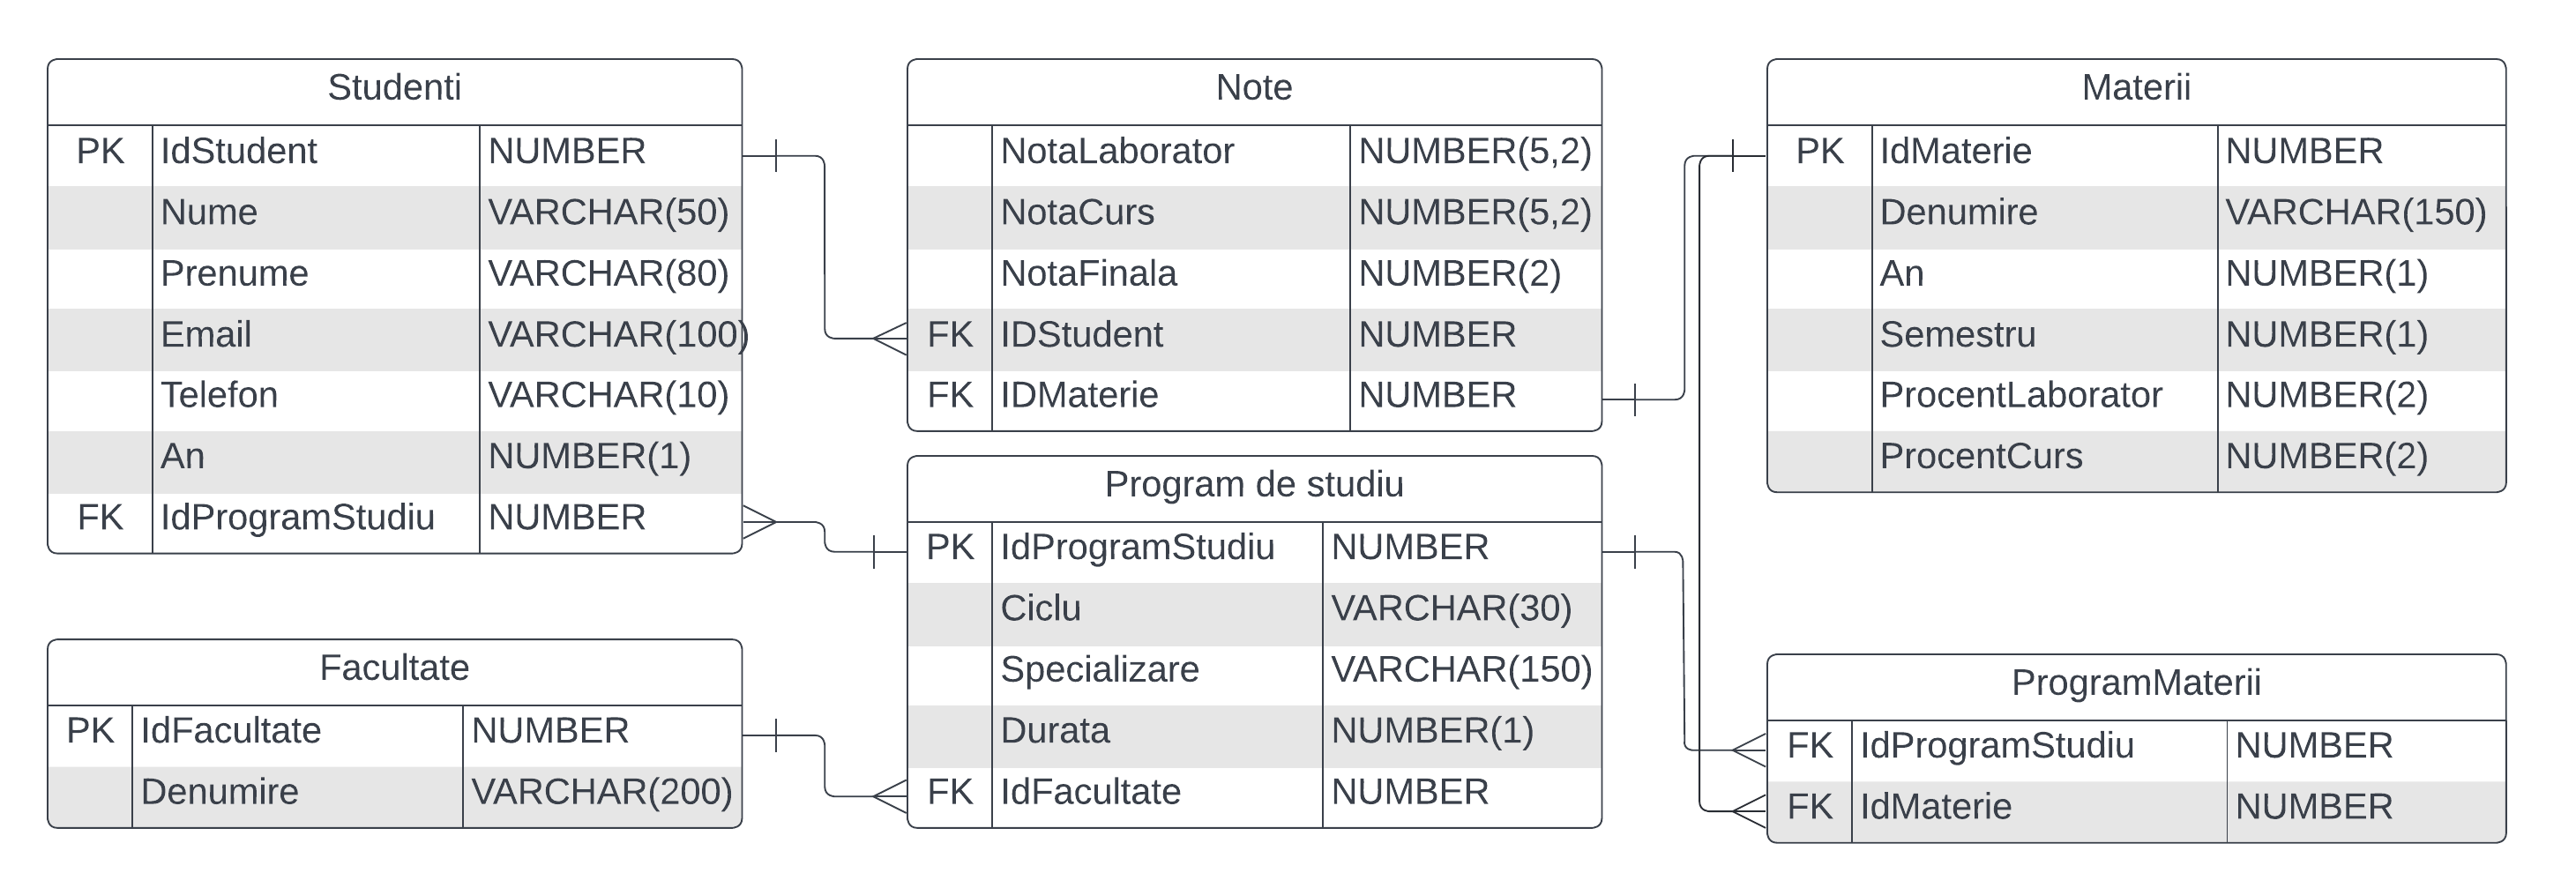 Studenti
PK IdStudent NUMBER
Nume VARCHAR(50)
Prenume VARCHAR(80)
Email VARCHAR(100)
Telefon VARCHAR(10)
An NUMBER(1)
FK IdProgramStudiu NUMBER
Note
NotaLaborator NUMBER(5,2)
NotaCurs NUMBER(5,2)
NotaFinala NUMBER(2)
FK IDStudent NUMBER
FK IDMaterie NUMBER
Materii
PK IdMaterie NUMBER
Denumire VARCHAR(150)
An NUMBER(1)
Semestru NUMBER(1)
ProcentLaborator NUMBER(2)
ProcentCurs NUMBER(2)
Facultate
PK IdFacultate NUMBER
Denumire VARCHAR(200)
Program de studiu
PK IdProgramStudiu NUMBER
Ciclu VARCHAR(30)
Specializare VARCHAR(150)
Durata NUMBER(1)
FK IdFacultate NUMBER
ProgramMaterii
FK IdProgramStudiu NUMBER
FK IdMaterie NUMBER